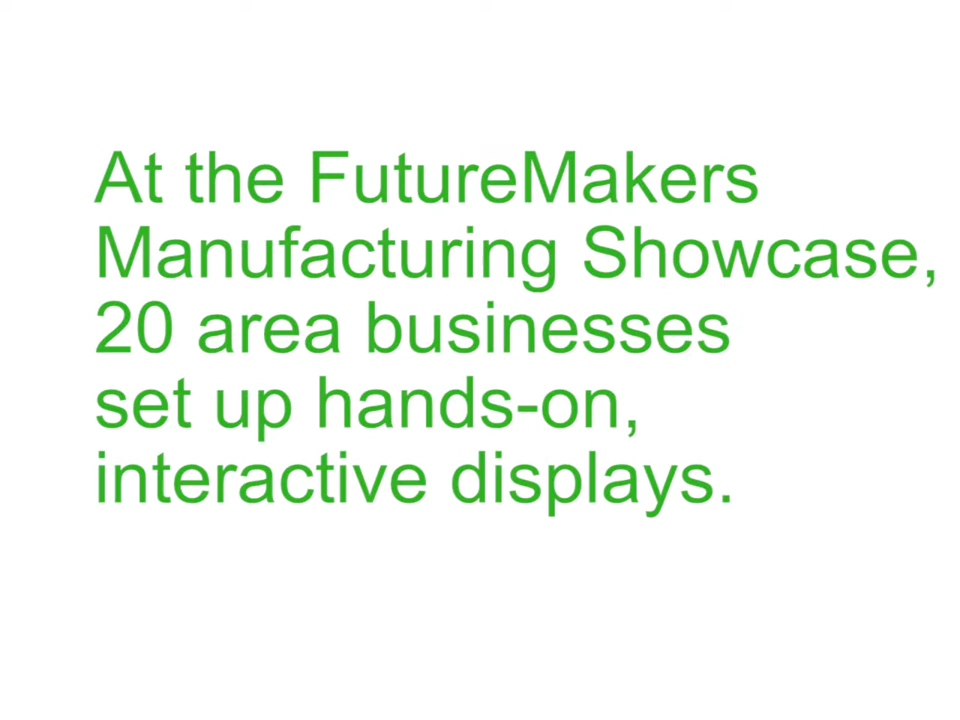 At the FutureMakers
Manufacturing Showcase,
20 area businesses
set up hands-on,
interactive displays.